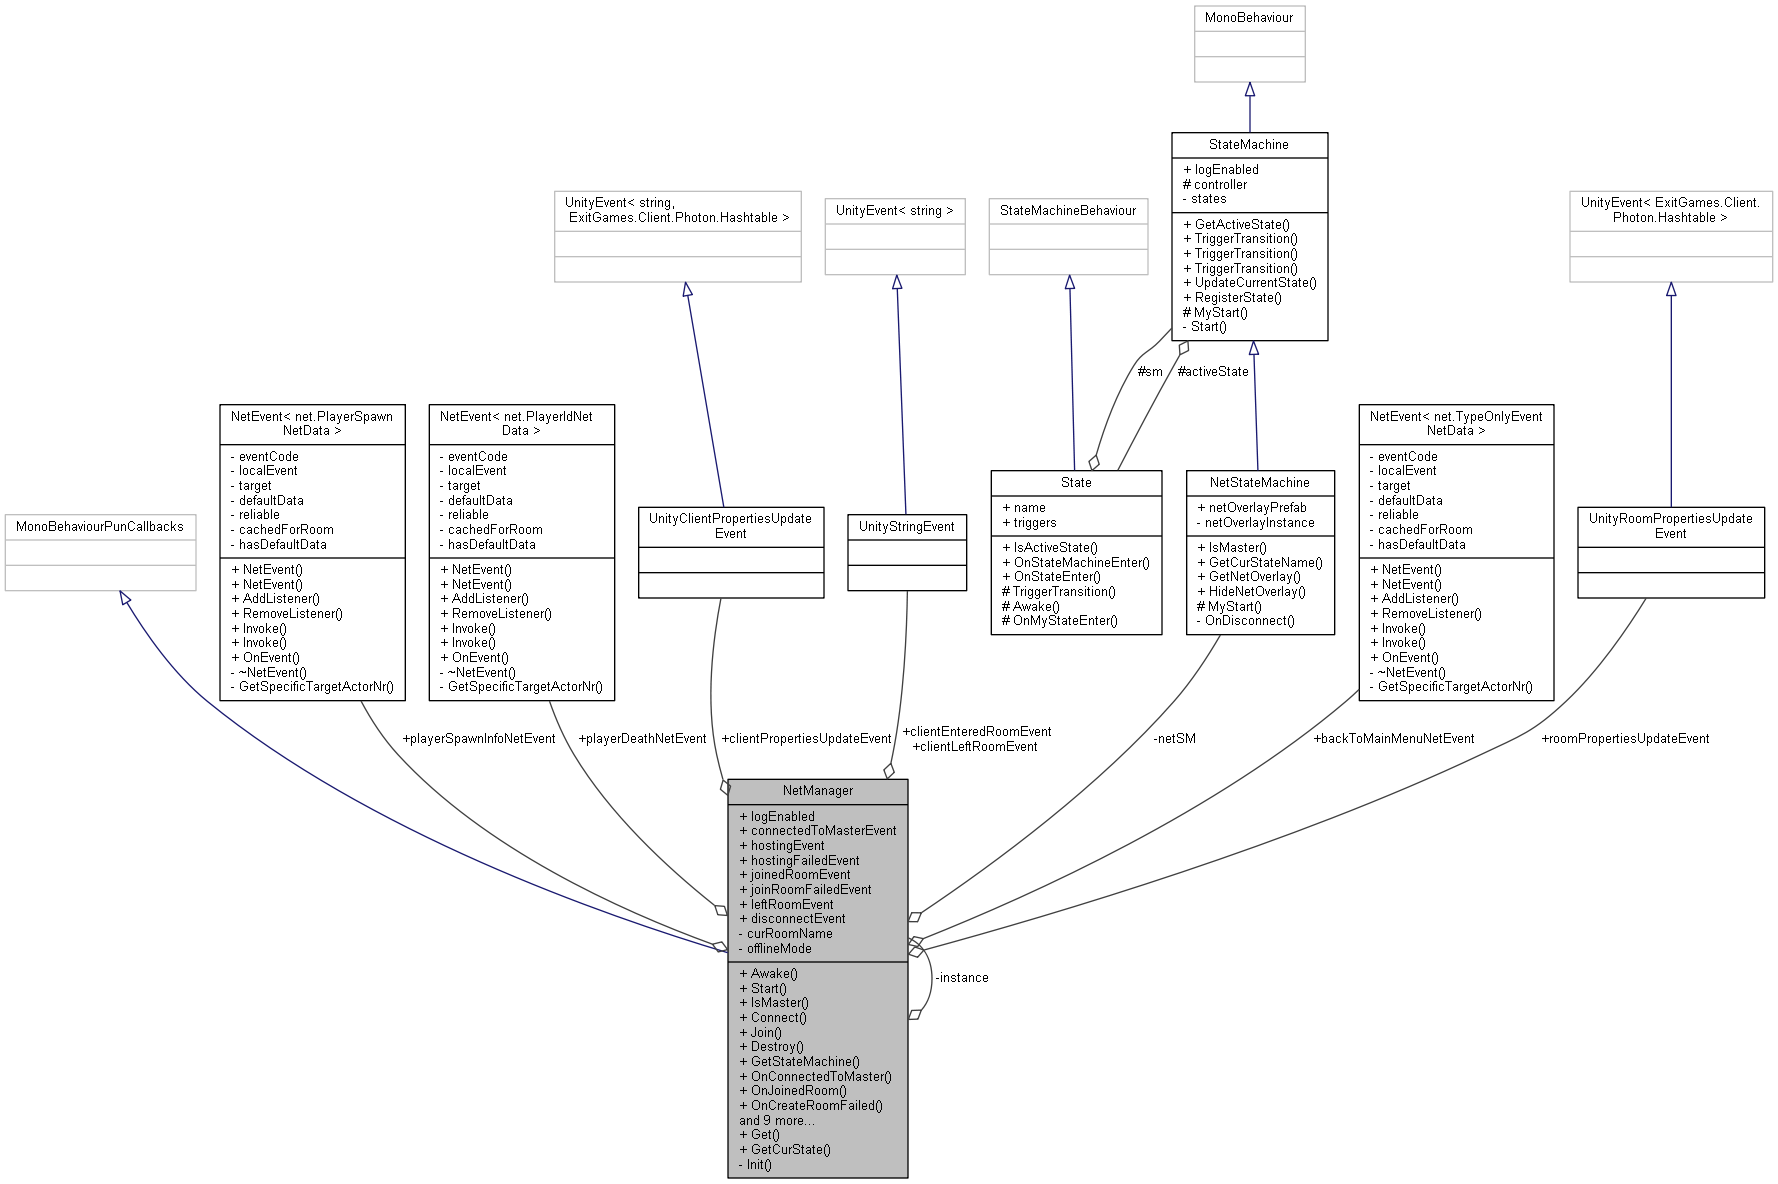 MonoBehaviour
StateMachine
+ logEnabled
# controller
- states
+ GetActiveState()
+ TriggerTransition()
+ TriggerTransition()
+ TriggerTransition()
+ UpdateCurrentState()
+ RegisterState()
# MyStart()
- Start()
UnityEvent< string,
ExitGames.Client.Photon.Hashtable >
UnityEvent< string >
StateMachineBehaviour
UnityEvent< ExitGames.Client.
Photon.Hashtable >
#sm
#activeState
MonoBehaviourPunCallbacks
NetEvent< net.PlayerSpawn
NetData >
- eventCode
- localEvent
- target
- defaultData
- reliable
- cachedForRoom
- hasDefaultData
+ NetEvent()
+ NetEvent()
+ AddListener()
+ RemoveListener()
+ Invoke()
+ Invoke()
+ OnEvent()
- ~NetEvent()
- GetSpecificTargetActorNr()
NetEvent< net.PlayerIdNet
Data >
- eventCode
- localEvent
- target
- defaultData
- reliable
- cachedForRoom
- hasDefaultData
+ NetEvent()
+ NetEvent()
+ AddListener()
+ RemoveListener()
+ Invoke()
+ Invoke()
+ OnEvent()
- ~NetEvent()
- GetSpecificTargetActorNr()
UnityClientPropertiesUpdate
Event
UnityStringEvent
State
+ name
+ triggers
+ IsActiveState()
+ OnStateMachineEnter()
+ OnStateEnter()
# TriggerTransition()
# Awake()
# OnMyStateEnter()
NetStateMachine
+ netOverlayPrefab
- netOverlayInstance
+ IsMaster()
+ GetCurStateName()
+ GetNetOverlay()
+ HideNetOverlay()
# MyStart()
- OnDisconnect()
NetEvent< net.TypeOnlyEvent
NetData >
- eventCode
- localEvent
- target
- defaultData
- reliable
- cachedForRoom
- hasDefaultData
+ NetEvent()
+ NetEvent()
+ AddListener()
+ RemoveListener()
+ Invoke()
+ Invoke()
+ OnEvent()
- ~NetEvent()
- GetSpecificTargetActorNr()
UnityRoomPropertiesUpdate
Event
+playerSpawnInfoNetEvent
+playerDeathNetEvent
+clientPropertiesUpdateEvent
+clientEnteredRoomEvent
+clientLeftRoomEvent
-netSM
+backToMainMenuNetEvent
+roomPropertiesUpdateEvent
NetManager
+ logEnabled
+ connectedToMasterEvent
+ hostingEvent
+ hostingFailedEvent
+ joinedRoomEvent
+ joinRoomFailedEvent
+ leftRoomEvent
+ disconnectEvent
- curRoomName
- offlineMode
+ Awake()
+ Start()
+ IsMaster()
+ Connect()
+ Join()
+ Destroy()
+ GetStateMachine()
+ OnConnectedToMaster()
+ OnJoinedRoom()
+ OnCreateRoomFailed()
and 9 more...
+ Get()
+ GetCurState()
- Init()
-instance